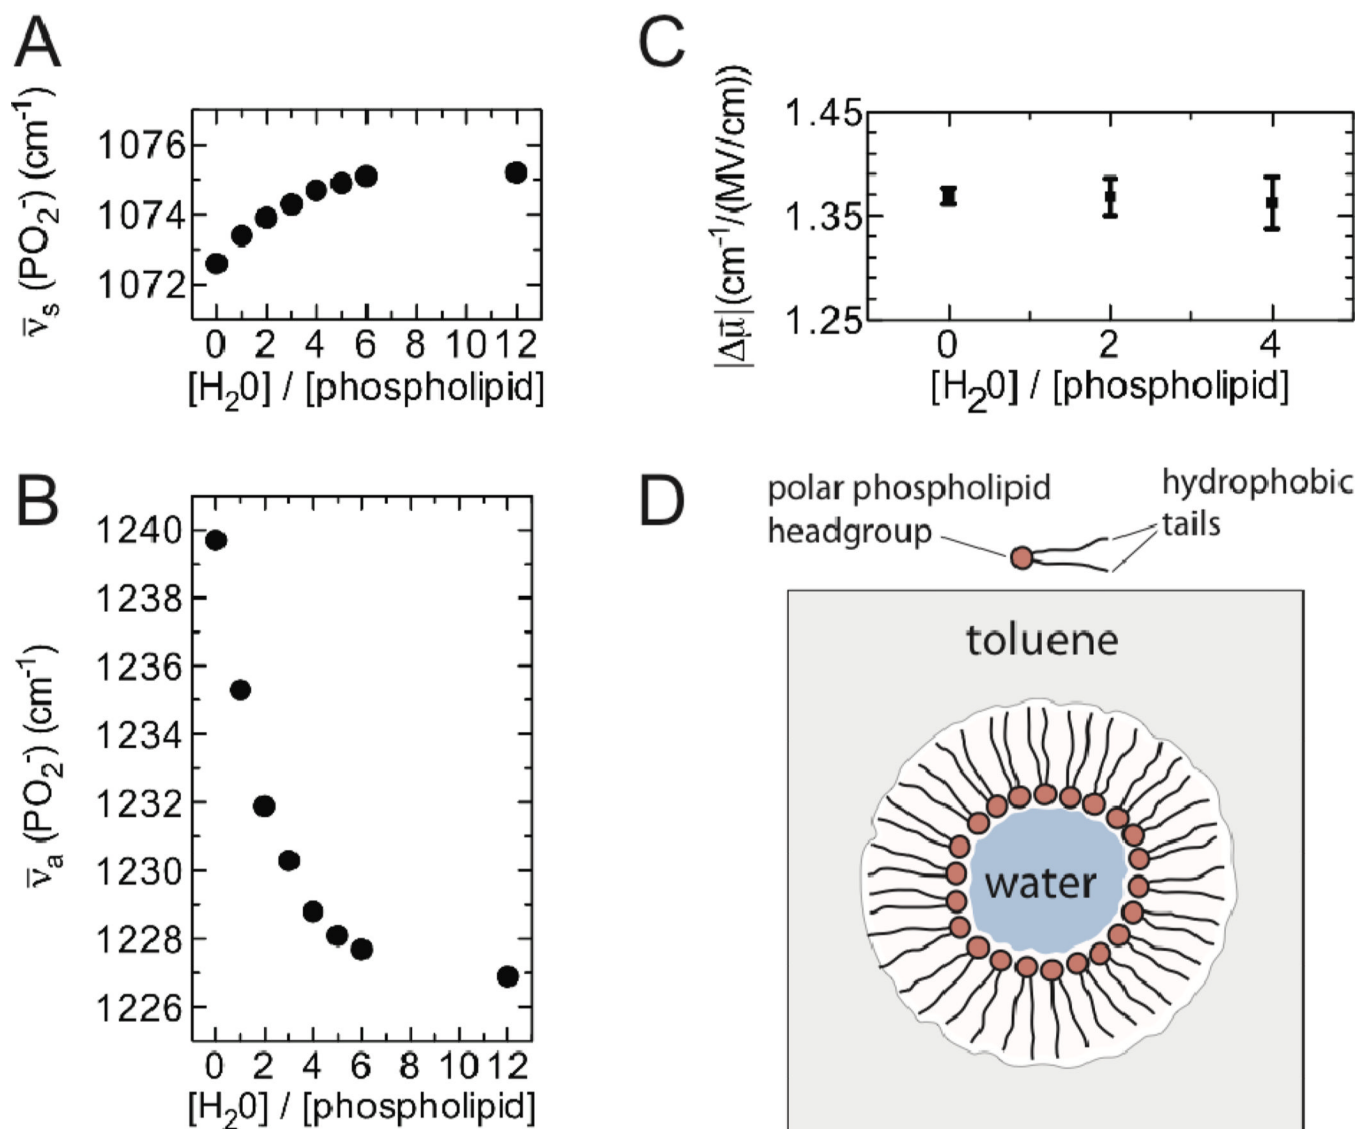 A
ν̅s (PO2-) (cm-1)
1076
1074
1072
0 2 4 6 8 10 12
[H20] / [phospholipid]
B
ν̅a (PO2-) (cm-1)
1240
1238
1236
1234
1232
1230
1228
1226
0 2 4 6 8 10 12
[H20] / [phospholipid]
C
|Δμ⃗|(cm-1/(MV/cm))
1.45
1.35
1.25
0 2 4
[H20] / [phospholipid]
D
polar phospholipid
headgroup
hydrophobic
tails
toluene
water